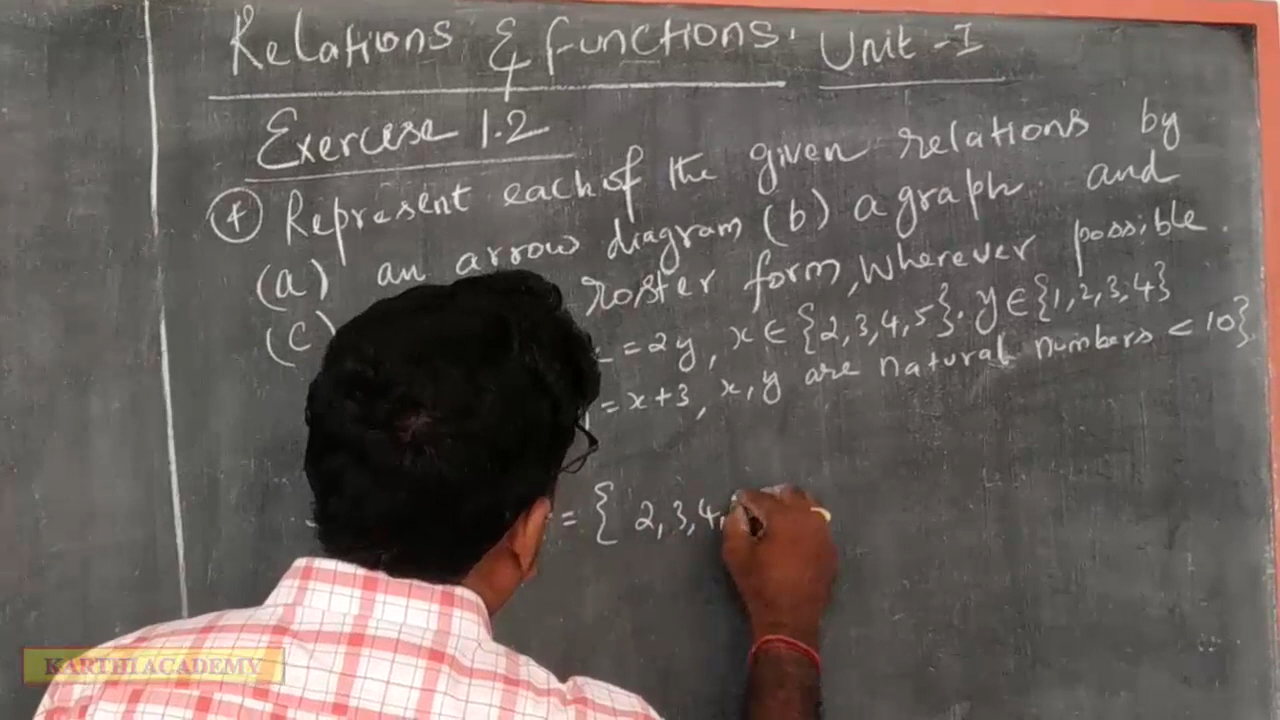 Relations & Functions. Unit - I
Exercise 1.2
④ Represent each of the given relations by
(a) an arrow diagram (b) a graph and
(c) roster form, wherever possible.
= 2y, x ∈ {2,3,4,5}. y ∈ {1,2,3,4}
= x+3, x, y are natural numbers < 10}.
= { 2,3,4,
KARTHI ACADEMY